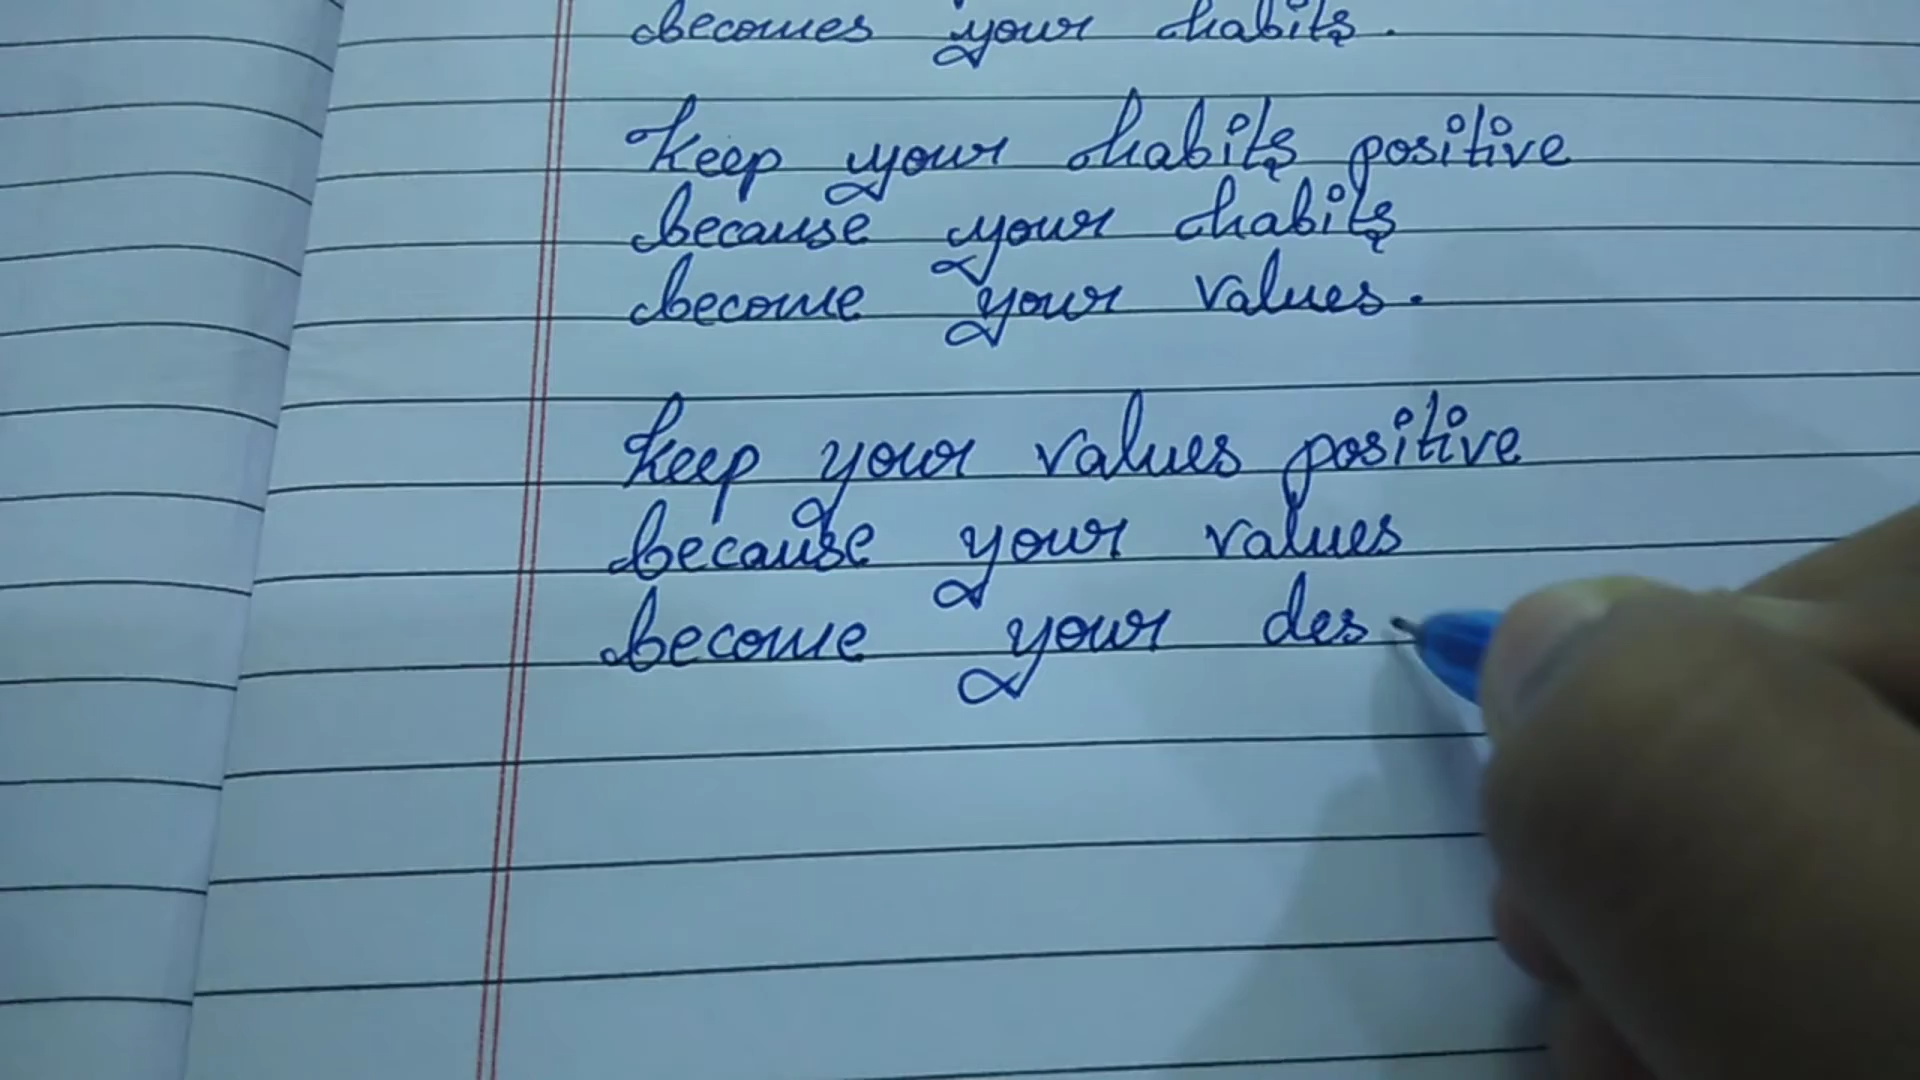 becomes your habits.
Keep your habits positive
because your habits
become your values.
Keep your values positive
because your values
become your des